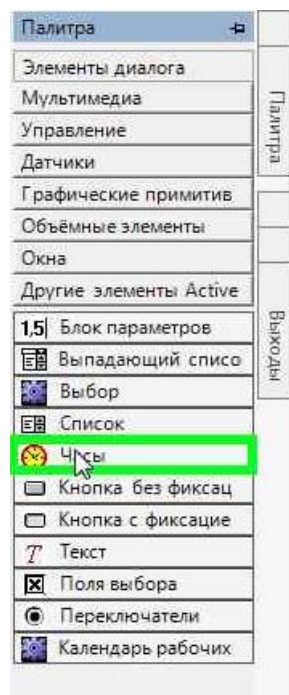 Палитра
Элементы диалога
Мультимедиа
Управление
Датчики
Графические примитив
Объёмные элементы
Окна
Другие элементы Active
1,5 Блок параметров
Выпадающий списо
Выбор
Список
Часы
Кнопка без фиксац
Кнопка с фиксацие
T Текст
Поля выбора
Переключатели
Календарь рабочих
Палитра
Выходы